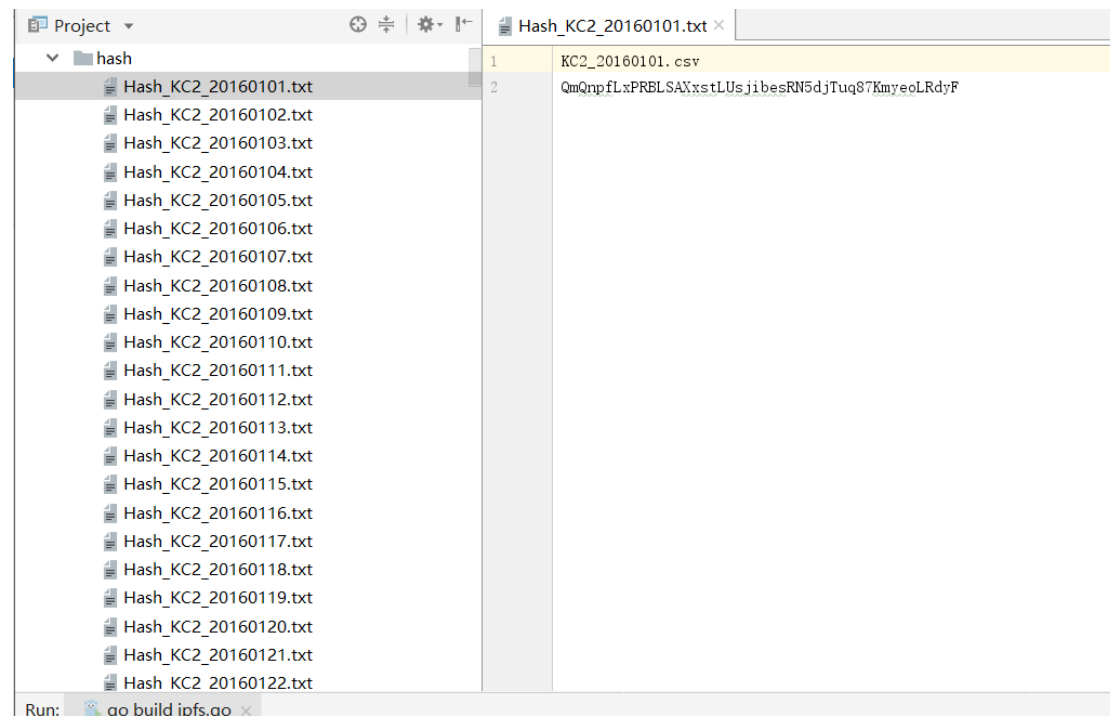 Project
hash
Hash_KC2_20160101.txt
Hash_KC2_20160102.txt
Hash_KC2_20160103.txt
Hash_KC2_20160104.txt
Hash_KC2_20160105.txt
Hash_KC2_20160106.txt
Hash_KC2_20160107.txt
Hash_KC2_20160108.txt
Hash_KC2_20160109.txt
Hash_KC2_20160110.txt
Hash_KC2_20160111.txt
Hash_KC2_20160112.txt
Hash_KC2_20160113.txt
Hash_KC2_20160114.txt
Hash_KC2_20160115.txt
Hash_KC2_20160116.txt
Hash_KC2_20160117.txt
Hash_KC2_20160118.txt
Hash_KC2_20160119.txt
Hash_KC2_20160120.txt
Hash_KC2_20160121.txt
Hash_KC2_20160122.txt
Hash_KC2_20160101.txt
1 KC2_20160101.csv
2 QmQnpfLxPRBLSAXxstLUsjibesRN5djTuq87KmyeoLRdyF
Run: go build ipfs.go